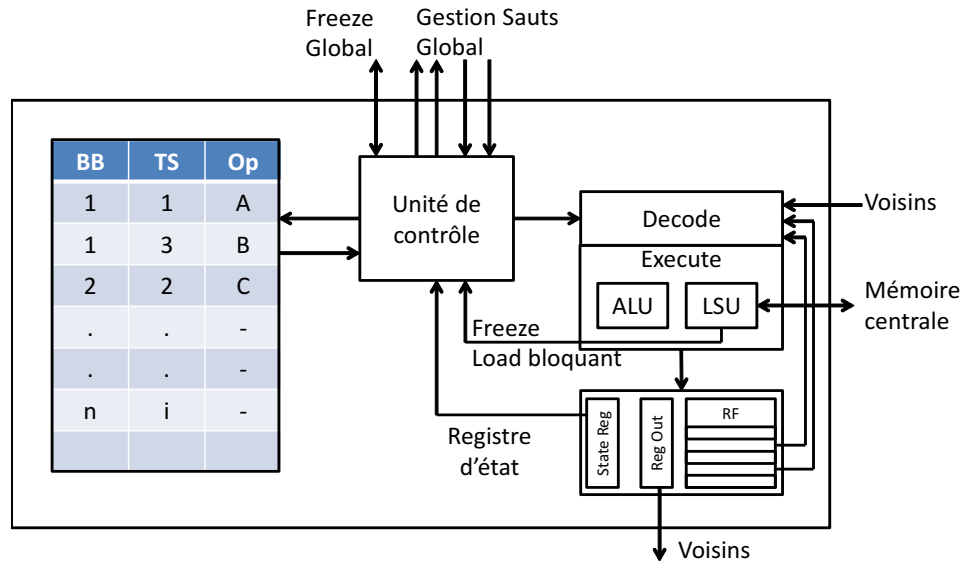 Freeze
Global
Gestion Sauts
Global
BB TS Op
1 1 A
1 3 B
2 2 C
. . -
. . -
n i -
Unité de
contrôle
Decode
Voisins
Execute
ALU
LSU
Mémoire
centrale
Freeze
Load bloquant
Registre
d'état
State Reg
Reg Out
RF
Voisins